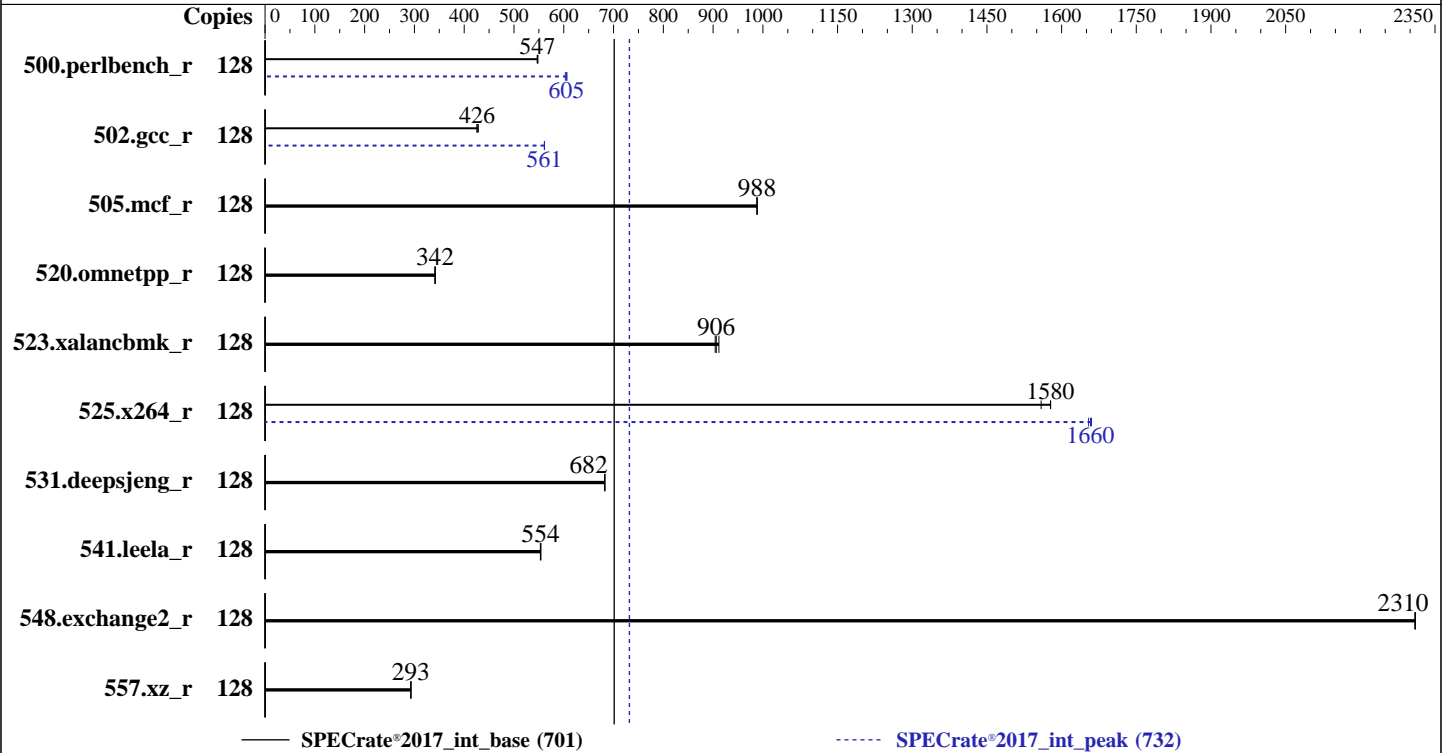 Copies 0 100 200 300 400 500 600 700 800 900 1000 1150 1300 1450 1600 1750 1900 2050 2350
500.perlbench_r 128 547
605
502.gcc_r 128 426
561
505.mcf_r 128 988
520.omnetpp_r 128 342
523.xalancbmk_r 128 906
525.x264_r 128 1580
1660
531.deepsjeng_r 128 682
541.leela_r 128 554
548.exchange2_r 128 2310
557.xz_r 128 293
SPECrate®2017_int_base (701) SPECrate®2017_int_peak (732)